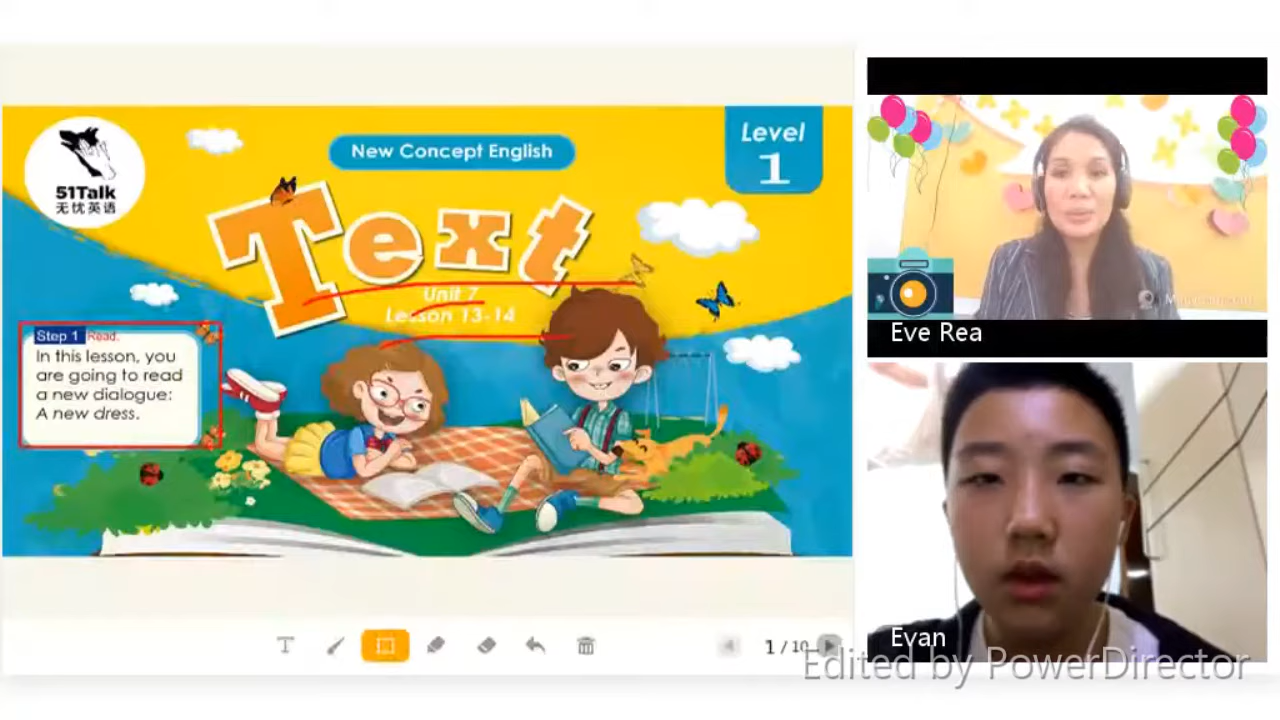 51Talk
无忧英语
New Concept English
Level
1
Text
Unit 7
Lesson 13-14
Step 1 Read.
In this lesson, you
are going to read
a new dialogue:
A new dress.
T
1 / 10
Eve Rea
Evan
Edited by PowerDirector